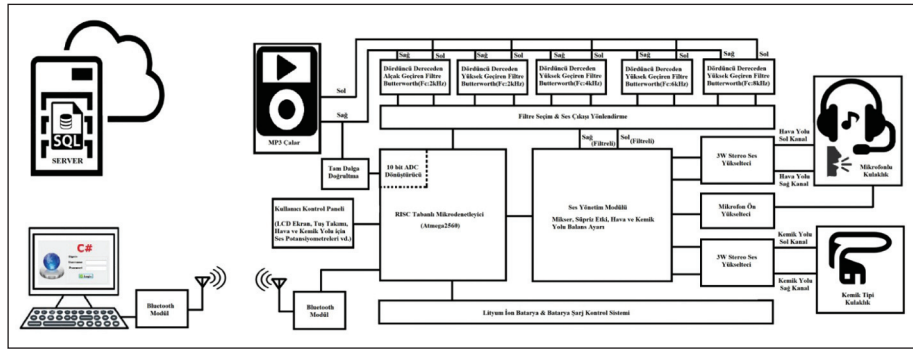 SQL
SERVER
C#
Bluetooth
Modül
MP3 Çalar
Sol
Sağ
Sağ
Sol
Dördüncü Dereceden
Alçak Geçiren Filtre
Butterworth(Fc:2kHz)
Sağ
Sol
Dördüncü Dereceden
Yüksek Geçiren Filtre
Butterworth(Fc:2kHz)
Sağ
Sol
Dördüncü Dereceden
Yüksek Geçiren Filtre
Butterworth(Fc:4kHz)
Sağ
Sol
Dördüncü Dereceden
Yüksek Geçiren Filtre
Butterworth(Fc:6kHz)
Sağ
Sol
Dördüncü Dereceden
Yüksek Geçiren Filtre
Butterworth(Fc:8kHz)
Filtre Seçim & Ses Çıkışı Yönlendirme
Sağ
(Filtreli)
Sol
(Filtreli)
Tam Dalga
Doğrultma
10 bit ADC
Dönüştürücü
RISC Tabanlı Mikrodenetleyici
(Atmega2560)
Kullanıcı Kontrol Paneli
(LCD Ekran, Tuş Takımı,
Hava ve Kemik Yolu için
Ses Potansiyometreleri vd.)
Bluetooth
Modül
Ses Yönetim Modülü
Mikser, Süpriz Etki, Hava ve Kemik
Yolu Balans Ayarı
3W Stereo Ses
Yükselteci
Hava Yolu
Sol Kanal
Hava Yolu
Sağ Kanal
Mikrofonlu
Kulaklık
Mikrofon Ön
Yükselteci
3W Stereo Ses
Yükselteci
Kemik Yolu
Sol Kanal
Kemik Yolu
Sağ Kanal
Kemik Tipi
Kulaklık
Lityum İon Batarya & Batarya Şarj Kontrol Sistemi